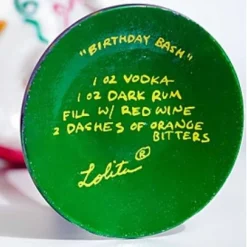 "BIRTHDAY BASH"
1 OZ VODKA
1 OZ DARK RUM
FILL W/ RED WINE
2 DASHES OF ORANGE
BITTERS
Lolita ®